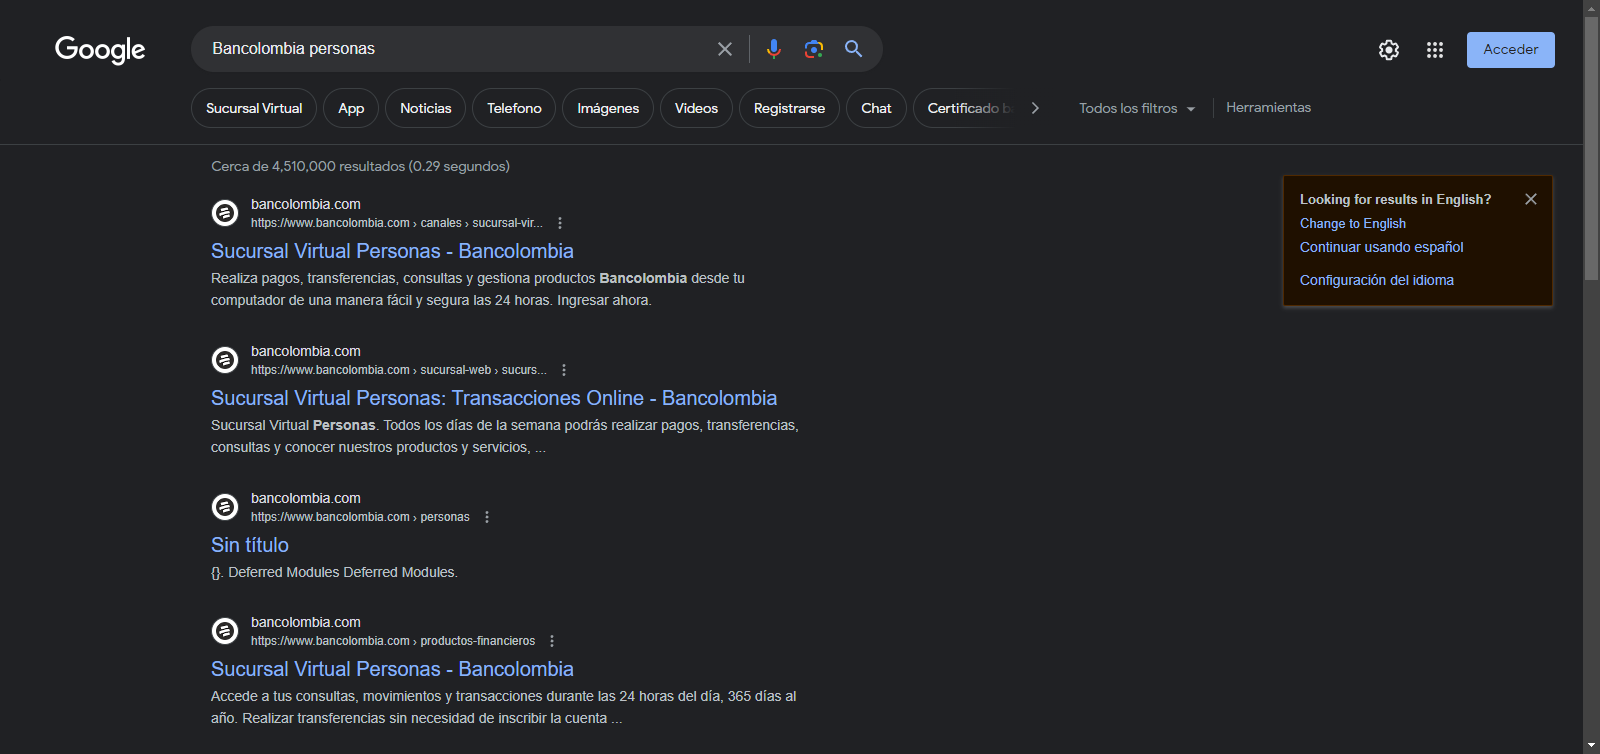 Google
Bancolombia personas
Acceder
Sucursal Virtual
App
Noticias
Telefono
Imágenes
Videos
Registrarse
Chat
Certificado
Todos los filtros
Herramientas
Cerca de 4,510,000 resultados (0.29 segundos)
bancolombia.com
https://www.bancolombia.com › canales › sucursal-vir...
Sucursal Virtual Personas - Bancolombia
Realiza pagos, transferencias, consultas y gestiona productos Bancolombia desde tu
computador de una manera fácil y segura las 24 horas. Ingresar ahora.
bancolombia.com
https://www.bancolombia.com › sucursal-web › sucurs...
Sucursal Virtual Personas: Transacciones Online - Bancolombia
Sucursal Virtual Personas. Todos los días de la semana podrás realizar pagos, transferencias,
consultas y conocer nuestros productos y servicios, ...
bancolombia.com
https://www.bancolombia.com › personas
Sin título
{}. Deferred Modules Deferred Modules.
bancolombia.com
https://www.bancolombia.com › productos-financieros
Sucursal Virtual Personas - Bancolombia
Accede a tus consultas, movimientos y transacciones durante las 24 horas del día, 365 días al
año. Realizar transferencias sin necesidad de inscribir la cuenta ...
Looking for results in English?
Change to English
Continuar usando español
Configuración del idioma